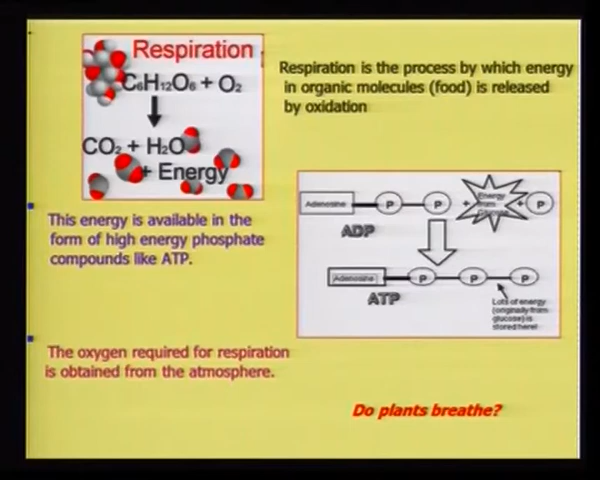 Respiration
C₆H₁₂O₆ + O₂
CO₂ + H₂O
+ Energy
Respiration is the process by which energy
in organic molecules (food) is released
by oxidation
This energy is available in the
form of high energy phosphate
compounds like ATP.
Adenosine P P + Energy from Glucose + P
ADP
Adenosine P P P
ATP
Lots of energy
(originally from
glucose) is
stored here!
The oxygen required for respiration
is obtained from the atmosphere.
Do plants breathe?